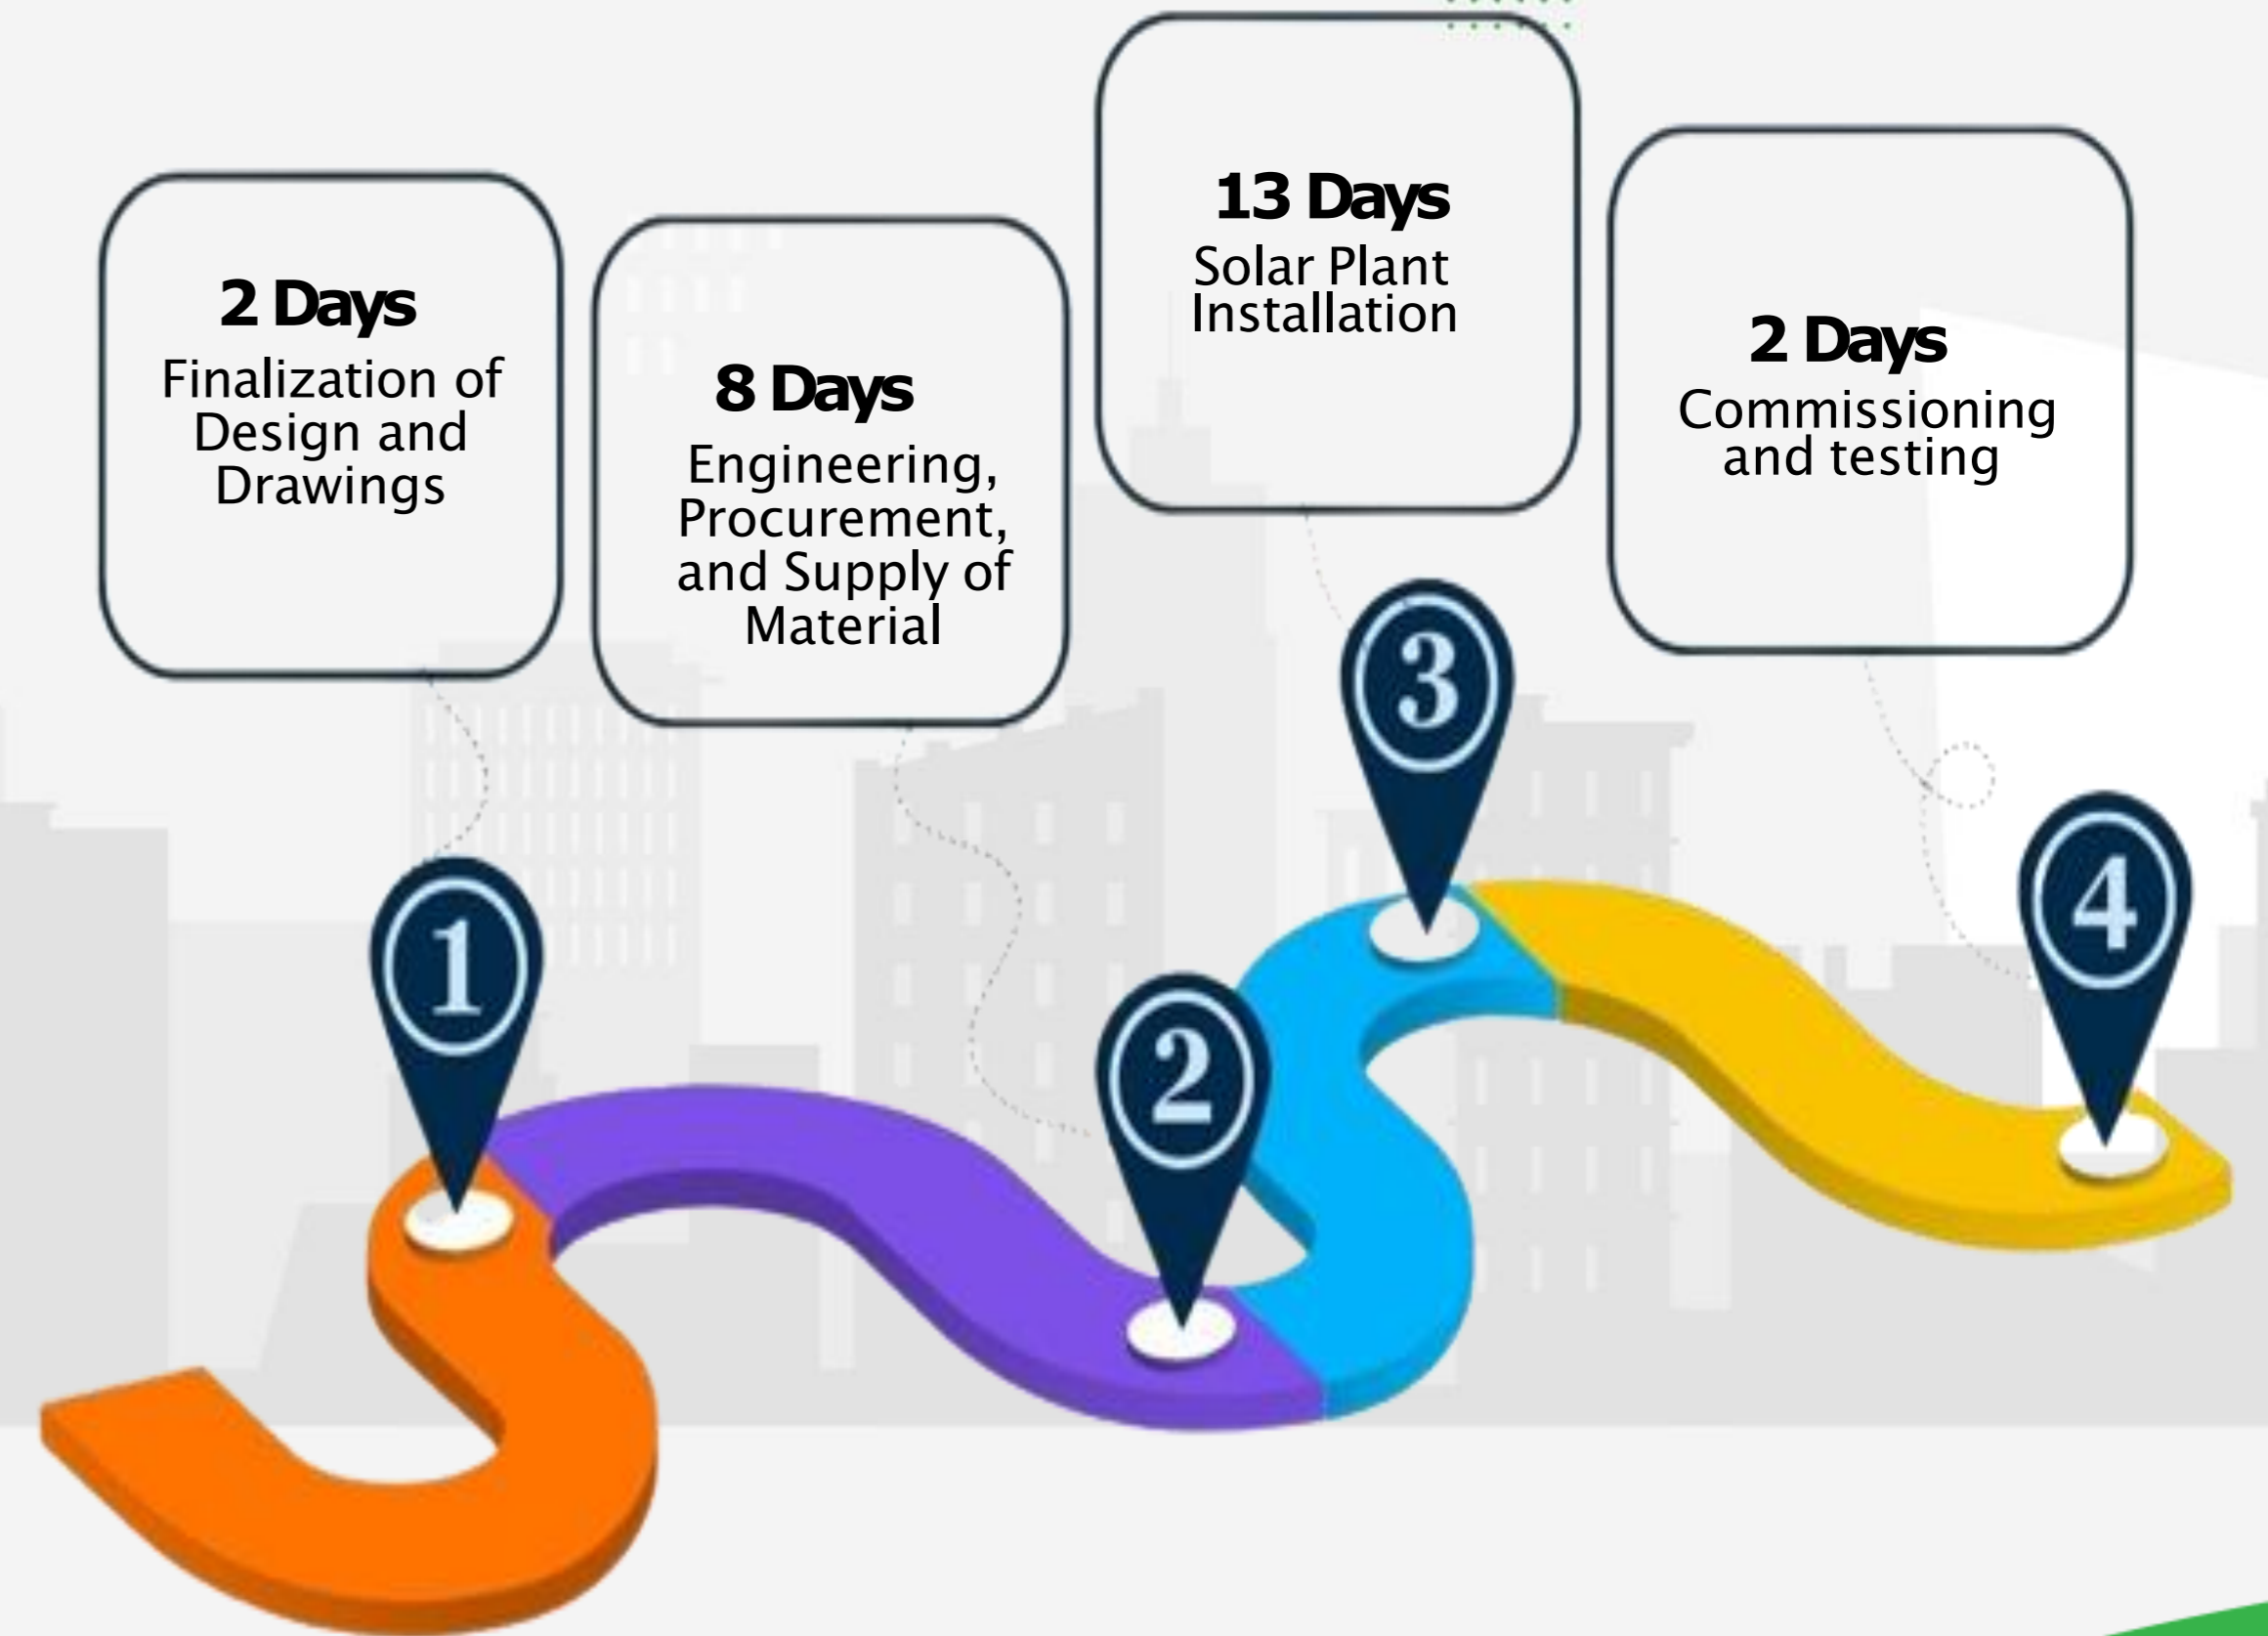 2 Days
Finalization of
Design and
Drawings
8 Days
Engineering,
Procurement,
and Supply of
Material
13 Days
Solar Plant
Installation
2 Days
Commissioning
and testing
1
2
3
4